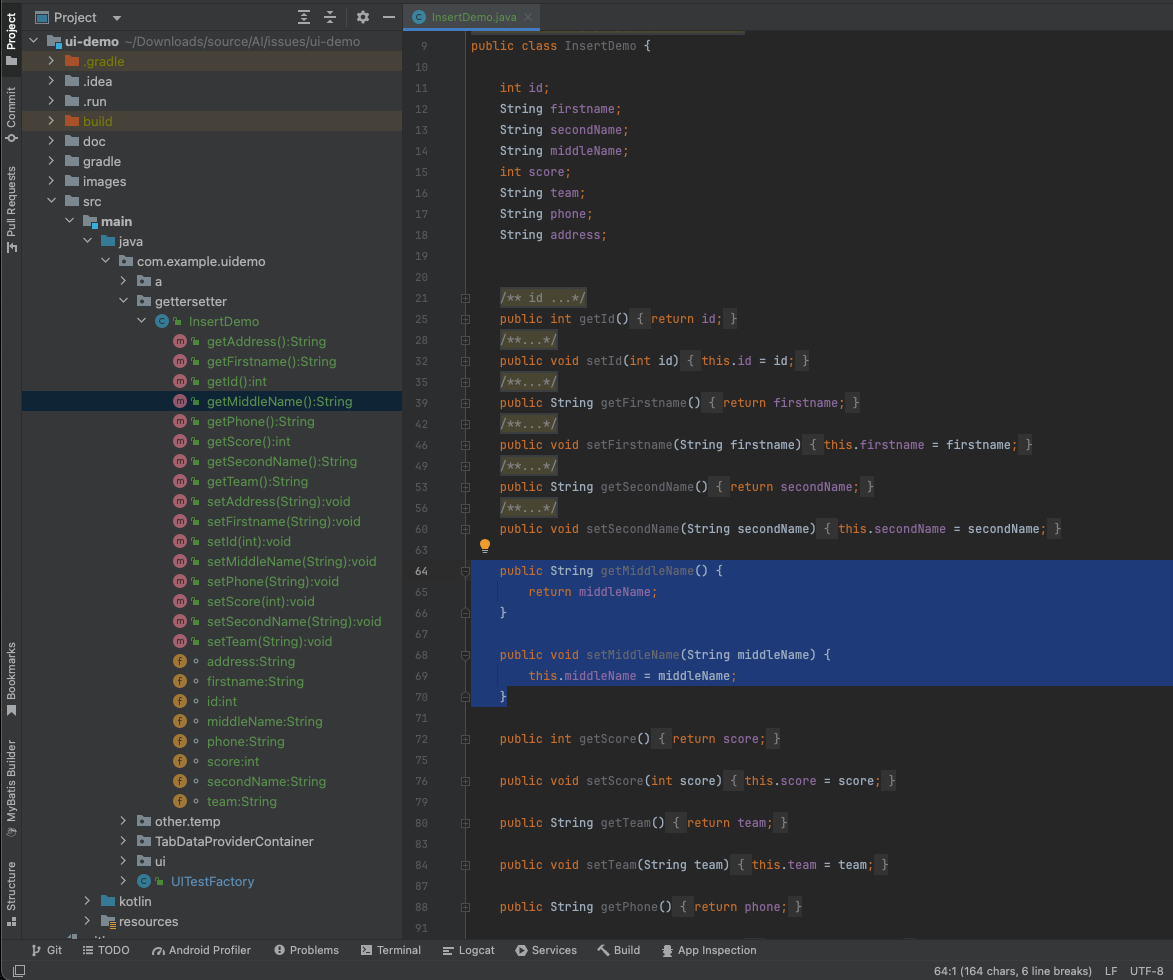 Project
InsertDemo.java
ui-demo ~/Downloads/source/AI/issues/ui-demo
.gradle
.idea
.run
build
doc
gradle
images
src
main
java
com.example.uidemo
a
gettersetter
InsertDemo
getAddress():String
getFirstname():String
getId():int
getMiddleName():String
getPhone():String
getScore():int
getSecondName():String
getTeam():String
setAddress(String):void
setFirstname(String):void
setId(int):void
setMiddleName(String):void
setPhone(String):void
setScore(int):void
setSecondName(String):void
setTeam(String):void
address:String
firstname:String
id:int
middleName:String
phone:String
score:int
secondName:String
team:String
other.temp
TabDataProviderContainer
ui
UITestFactory
kotlin
resources
Project
Commit
Pull Requests
Bookmarks
MyBatis Builder
Structure
9 public class InsertDemo {
10
11 int id;
12 String firstname;
13 String secondName;
14 String middleName;
15 int score;
16 String team;
17 String phone;
18 String address;
19
20
21 /** id ...*/
25 public int getId() { return id; }
28 /**...*/
32 public void setId(int id) { this.id = id; }
35 /**...*/
39 public String getFirstname() { return firstname; }
42 /**...*/
46 public void setFirstname(String firstname) { this.firstname = firstname; }
49 /**...*/
53 public String getSecondName() { return secondName; }
56 /**...*/
60 public void setSecondName(String secondName) { this.secondName = secondName; }
63
64 public String getMiddleName() {
65 return middleName;
66 }
67
68 public void setMiddleName(String middleName) {
69 this.middleName = middleName;
70 }
71
72 public int getScore() { return score; }
75
76 public void setScore(int score) { this.score = score; }
79
80 public String getTeam() { return team; }
83
84 public void setTeam(String team) { this.team = team; }
87
88 public String getPhone() { return phone; }
91
Git TODO Android Profiler Problems Terminal Logcat Services Build App Inspection
64:1 (164 chars, 6 line breaks) LF UTF-8